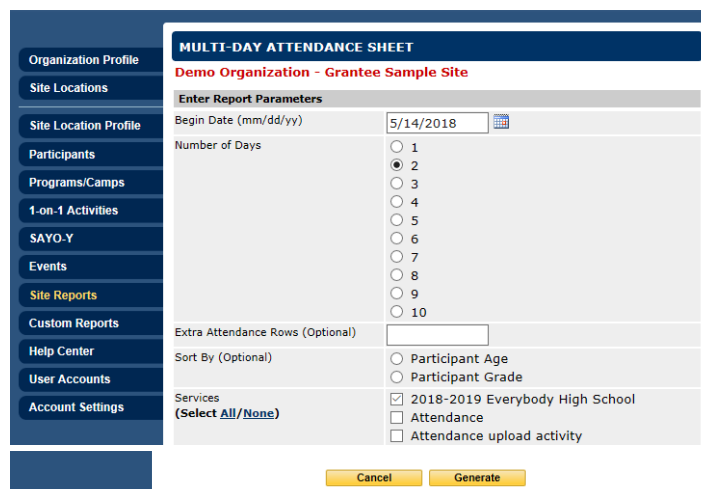 Organization Profile
Site Locations
Site Location Profile
Participants
Programs/Camps
1-on-1 Activities
SAYO-Y
Events
Site Reports
Custom Reports
Help Center
User Accounts
Account Settings
MULTI-DAY ATTENDANCE SHEET
Demo Organization - Grantee Sample Site
Enter Report Parameters
Begin Date (mm/dd/yy) 5/14/2018
Number of Days
1
2
3
4
5
6
7
8
9
10
Extra Attendance Rows (Optional)
Sort By (Optional)
Participant Age
Participant Grade
Services
(Select All/None)
2018-2019 Everybody High School
Attendance
Attendance upload activity
Cancel Generate